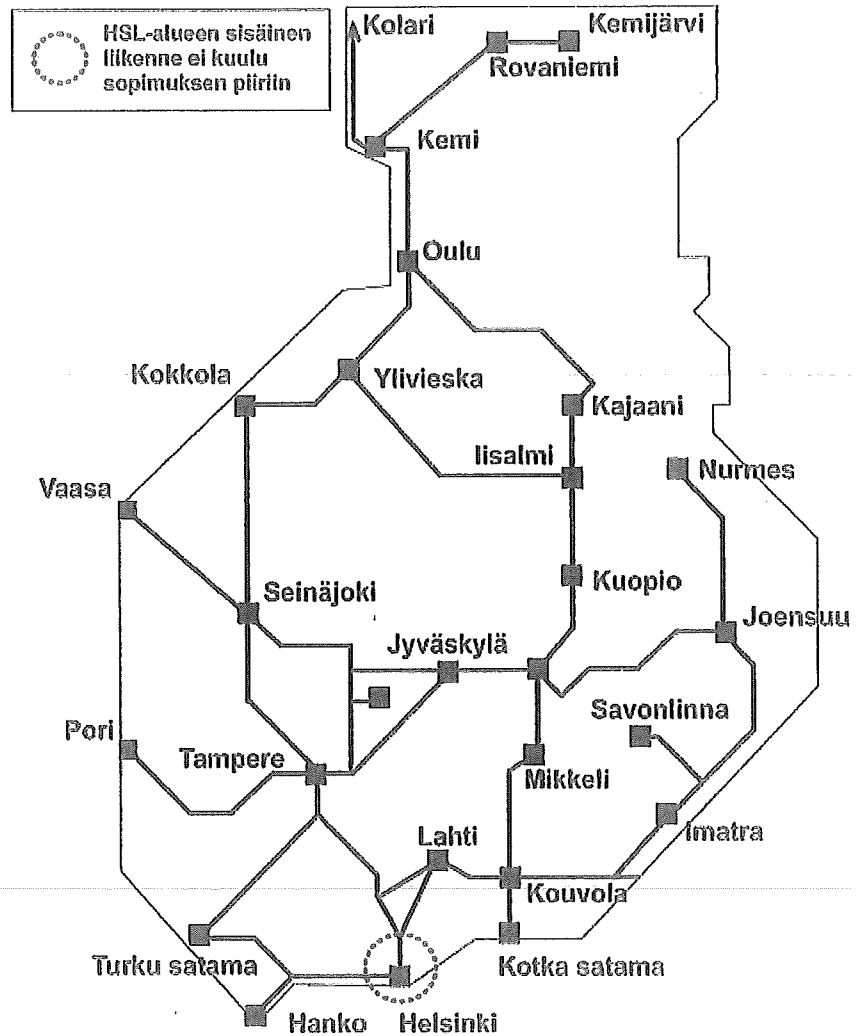 HSL-alueen sisäinen
liikenne ei kuulu
sopimuksen piiriin
Kolari
Kemijärvi
Rovaniemi
Kemi
Oulu
Kokkola
Ylivieska
Kajaani
Iisalmi
Nurmes
Vaasa
Kuopio
Seinäjoki
Joensuu
Jyväskylä
Savonlinna
Pori
Tampere
Mikkeli
Imatra
Lahti
Kouvola
Turku satama
Kotka satama
Hanko
Helsinki